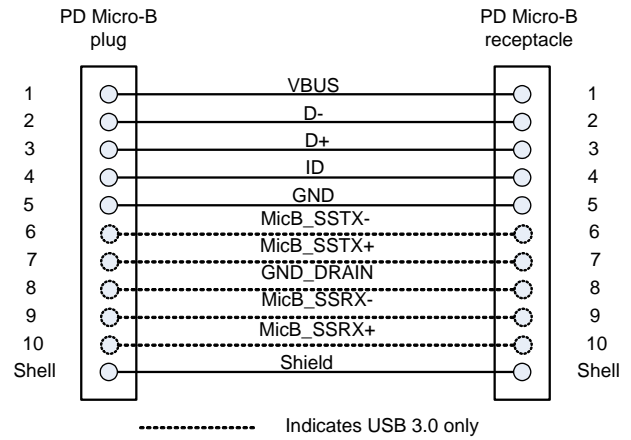 PD Micro-B
plug
PD Micro-B
receptacle
1 VBUS 1
2 D- 2
3 D+ 3
4 ID 4
5 GND 5
6 MicB_SSTX- 6
7 MicB_SSTX+ 7
8 GND_DRAIN 8
9 MicB_SSRX- 9
10 MicB_SSRX+ 10
Shell Shield Shell
Indicates USB 3.0 only